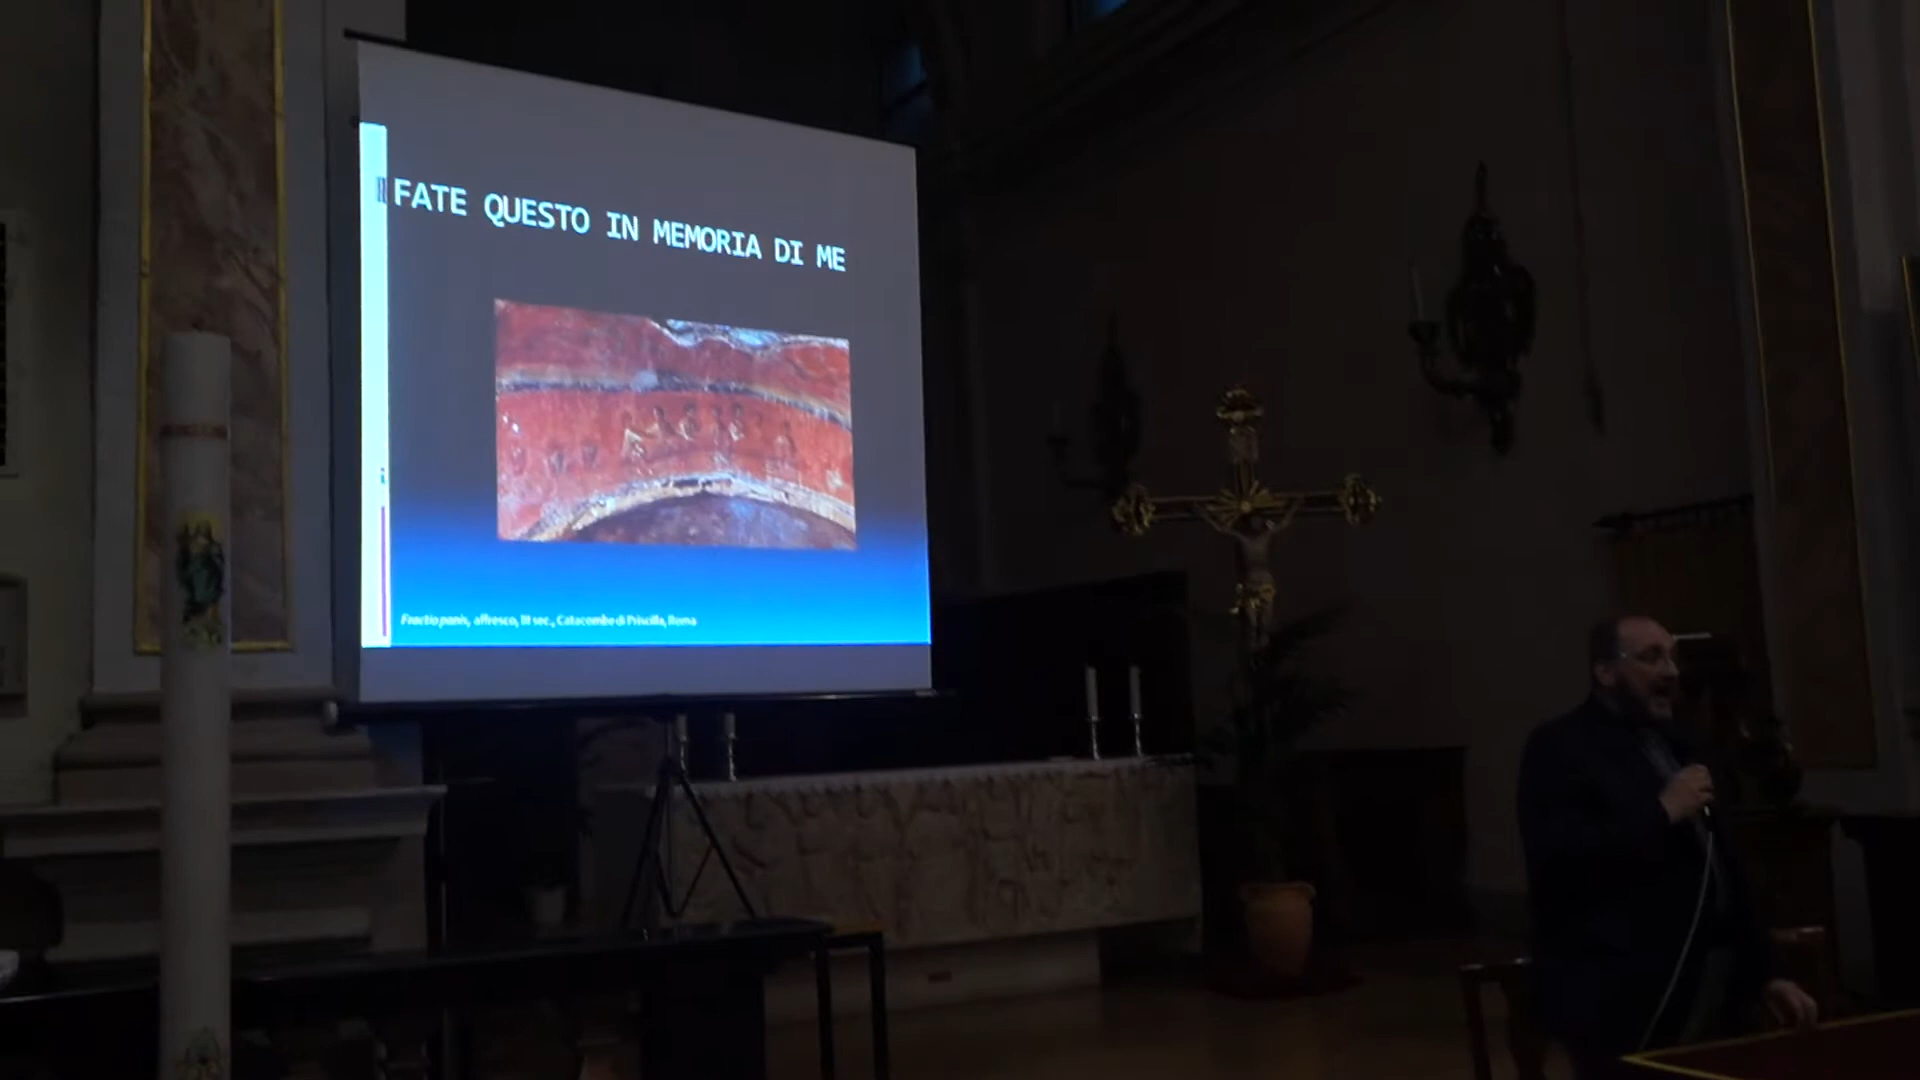 FATE QUESTO IN MEMORIA DI ME
Fractio panis, affresco, III sec., Catacombe di Priscilla, Roma